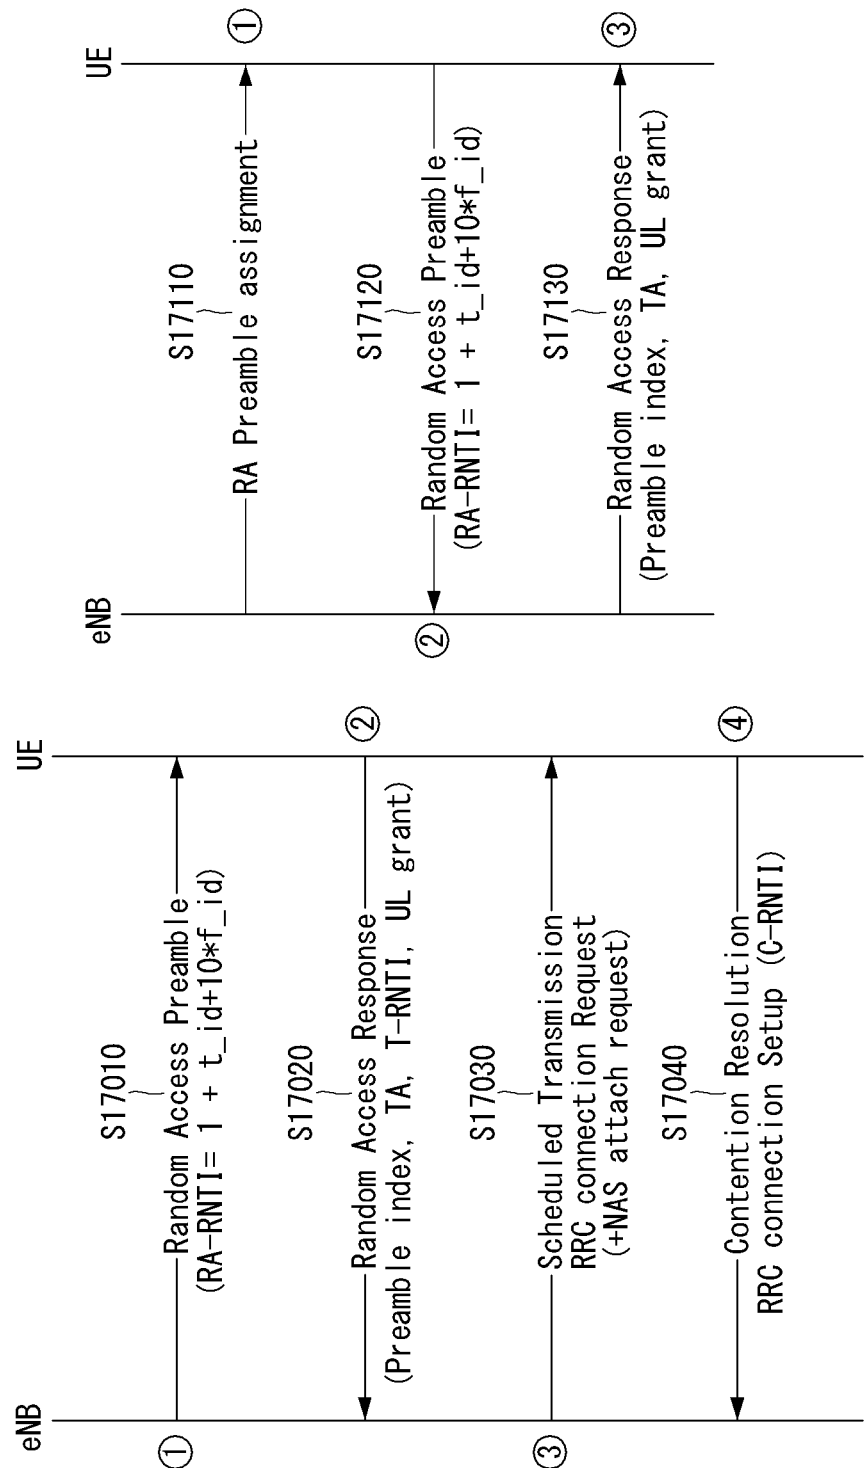 eNB
UE
S17010
Random Access Preamble
(RA-RNTI= 1 + t_id+10*f_id)
①
S17020
Random Access Response
(Preamble index, TA, T-RNTI, UL grant)
②
S17030
Scheduled Transmission
RRC connection Request
(+NAS attach request)
③
S17040
Contention Resolution
RRC connection Setup (C-RNTI)
④
eNB
UE
S17110
RA Preamble assignment
①
S17120
Random Access Preamble
(RA-RNTI= 1 + t_id+10*f_id)
②
S17130
Random Access Response
(Preamble index, TA, UL grant)
③